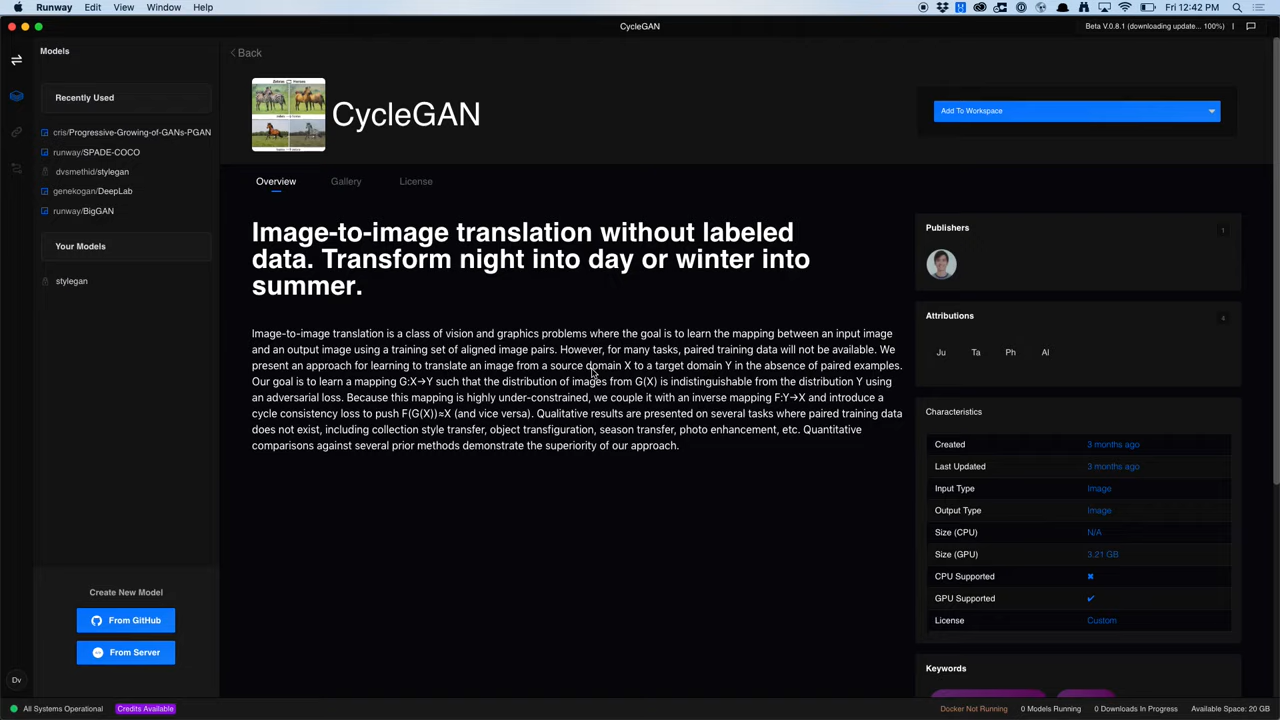 Runway Edit View Window Help
Fri 12:42 PM
CycleGAN
Beta V.0.8.1 (downloading update... 100%)
Models
Recently Used
cris/Progressive-Growing-of-GANs-PGAN
runway/SPADE-COCO
dvsmethid/stylegan
genekogan/DeepLab
runway/BigGAN
Your Models
stylegan
Create New Model
From GitHub
From Server
Dv
Back
CycleGAN
Add To Workspace
Overview Gallery License
Image-to-image translation without labeled
data. Transform night into day or winter into
summer.
Image-to-image translation is a class of vision and graphics problems where the goal is to learn the mapping between an input image
and an output image using a training set of aligned image pairs. However, for many tasks, paired training data will not be available. We
present an approach for learning to translate an image from a source domain X to a target domain Y in the absence of paired examples.
Our goal is to learn a mapping G:X→Y such that the distribution of images from G(X) is indistinguishable from the distribution Y using
an adversarial loss. Because this mapping is highly under-constrained, we couple it with an inverse mapping F:Y→X and introduce a
cycle consistency loss to push F(G(X))≈X (and vice versa). Qualitative results are presented on several tasks where paired training data
does not exist, including collection style transfer, object transfiguration, season transfer, photo enhancement, etc. Quantitative
comparisons against several prior methods demonstrate the superiority of our approach.
Publishers 1
Attributions 4
Ju Ta Ph Al
Characteristics
Created 3 months ago
Last Updated 3 months ago
Input Type Image
Output Type Image
Size (CPU) N/A
Size (GPU) 3.21 GB
CPU Supported ✖
GPU Supported ✔
License Custom
Keywords
All Systems Operational Credits Available
Docker Not Running 0 Models Running 0 Downloads In Progress Available Space: 20 GB